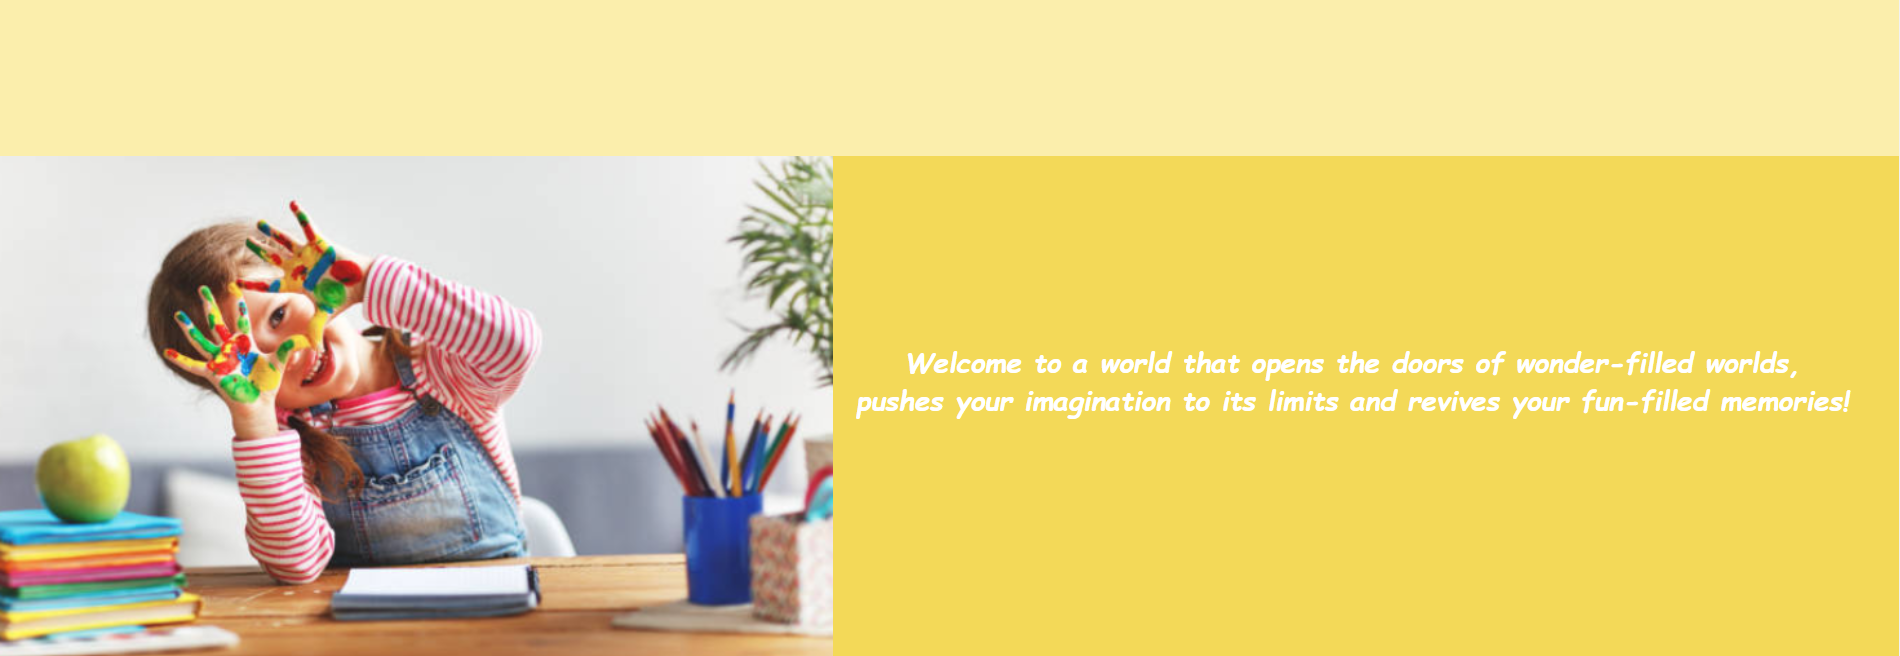 Welcome to a world that opens the doors of wonder-filled worlds,
pushes your imagination to its limits and revives your fun-filled memories!